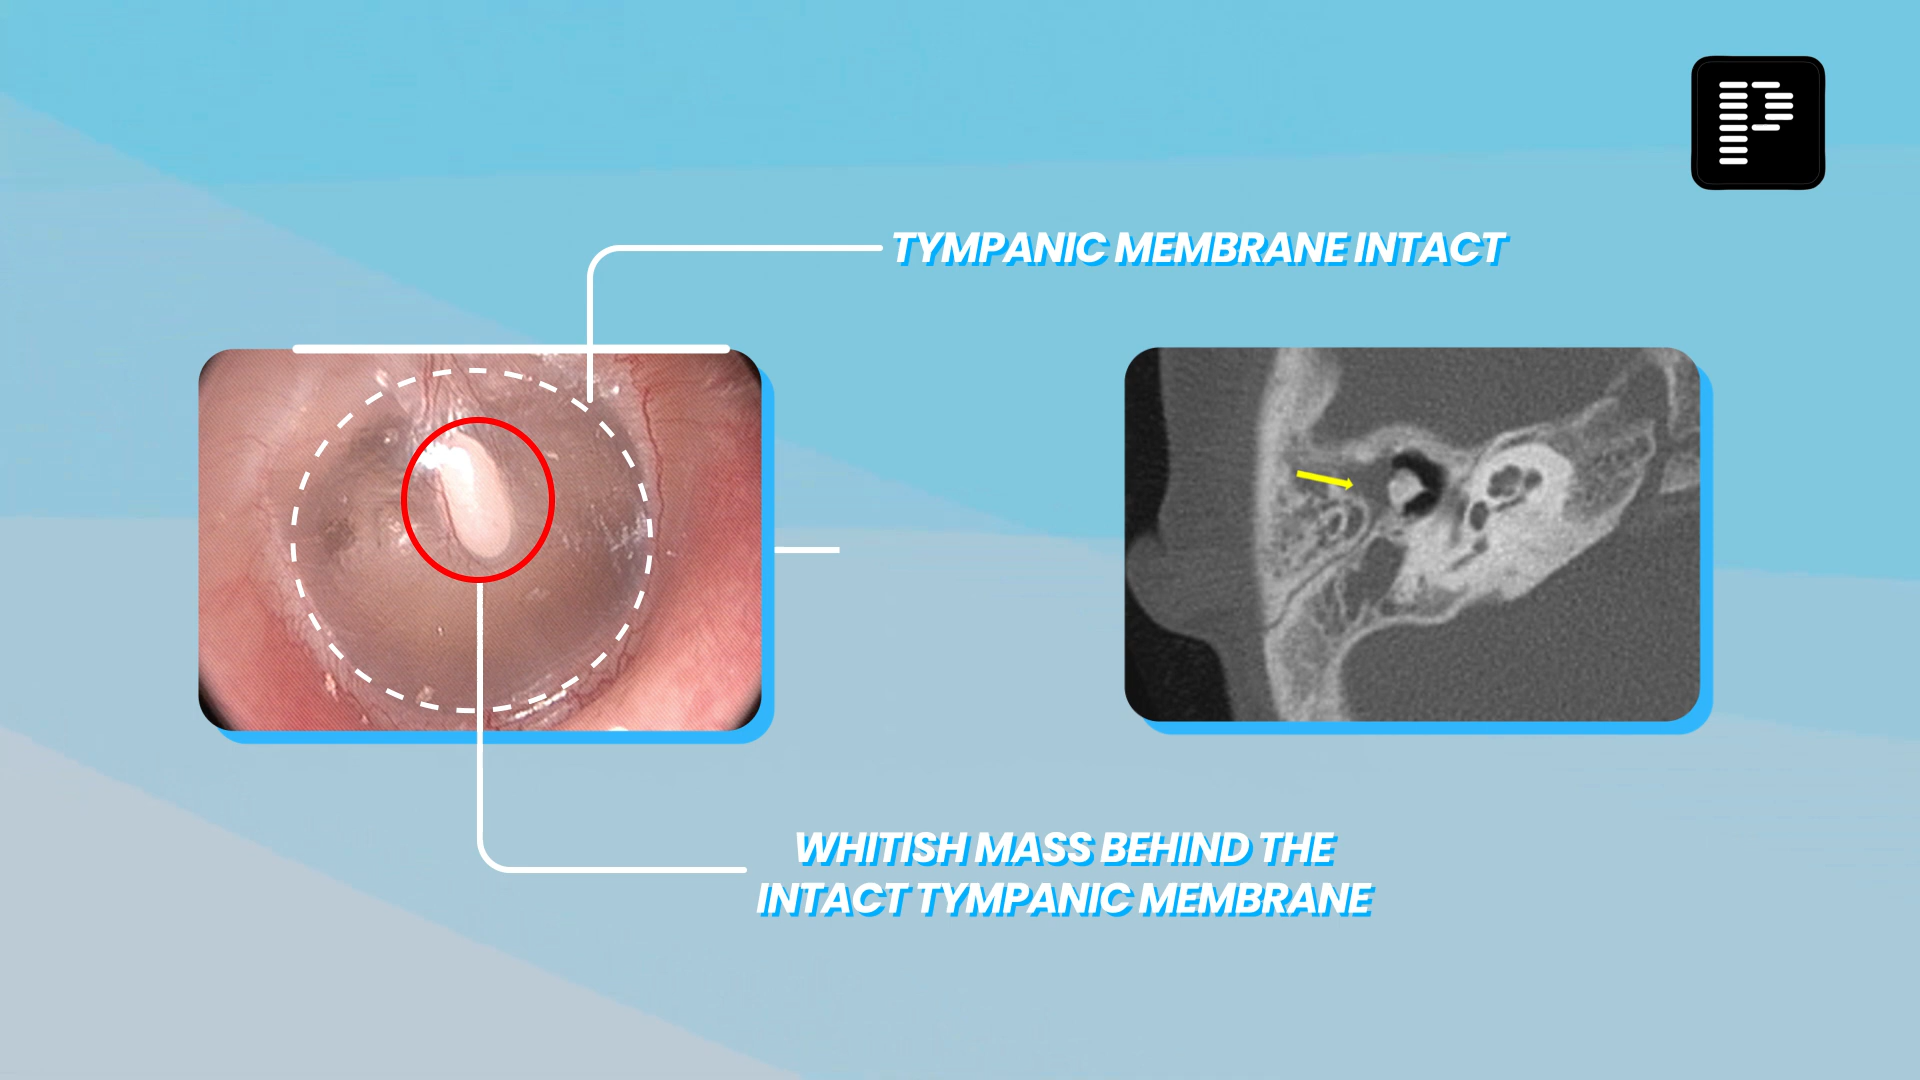 TYMPANIC MEMBRANE INTACT
WHITISH MASS BEHIND THE
INTACT TYMPANIC MEMBRANE